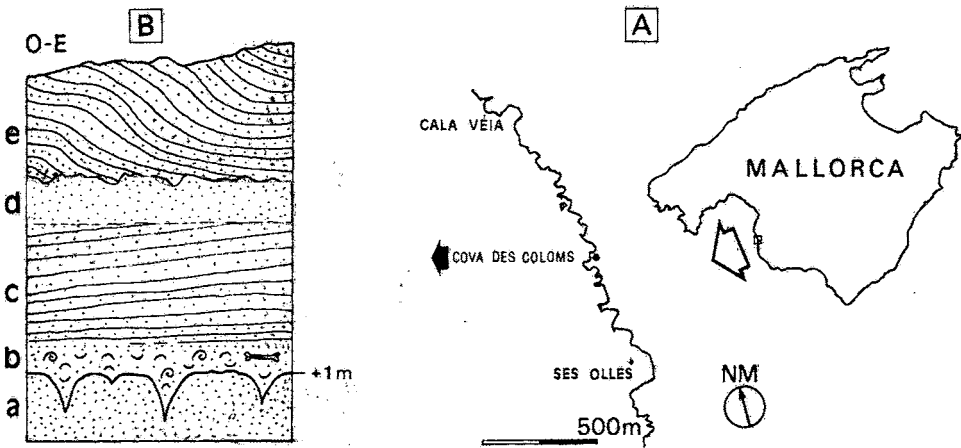 B
O-E
e
d
c
b
a
+1m
A
CALA VEIA
MALLORCA
COVA DES COLOMS
SES OLLES
NM
500m